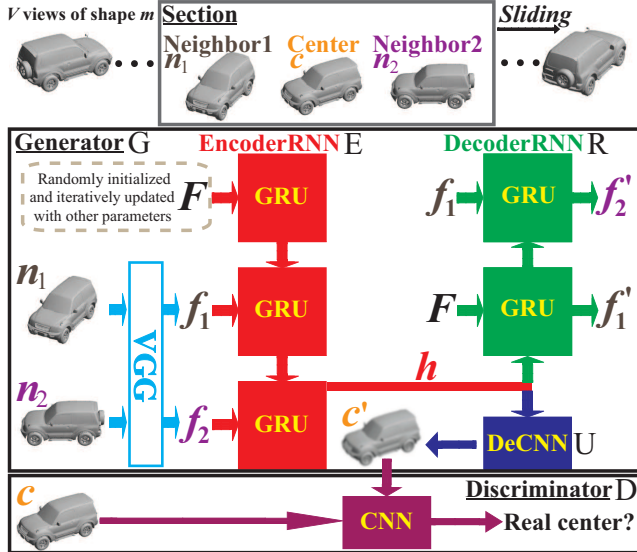 V views of shape m
Section
Sliding
Neighbor1 Center Neighbor2
n1 c n2
Generator G
EncoderRNN E
DecoderRNN R
Randomly initialized
and iteratively updated
with other parameters
F
GRU
f1
GRU
f2'
n1
VGG
f1
GRU
F
GRU
f1'
n2
f2
GRU
h
c'
DeCNN U
c
Discriminator D
CNN
Real center?